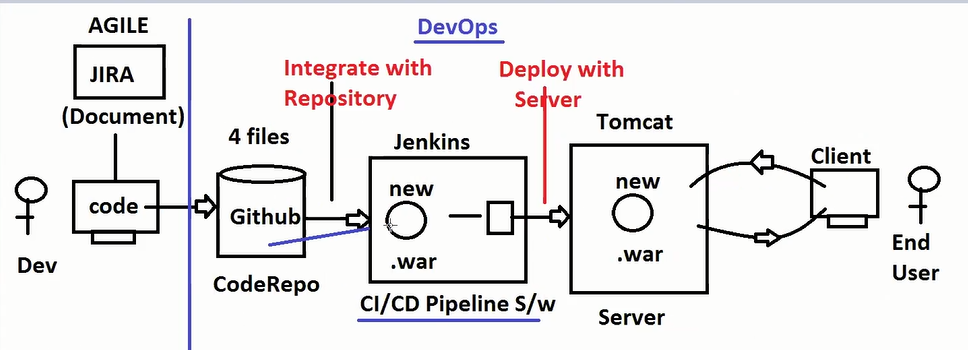 AGILE
JIRA
(Document)
code
Dev
DevOps
Integrate with
Repository
4 files
Github
CodeRepo
Jenkins
new
.war
CI/CD Pipeline S/w
Deploy with
Server
Tomcat
new
.war
Server
Client
End
User